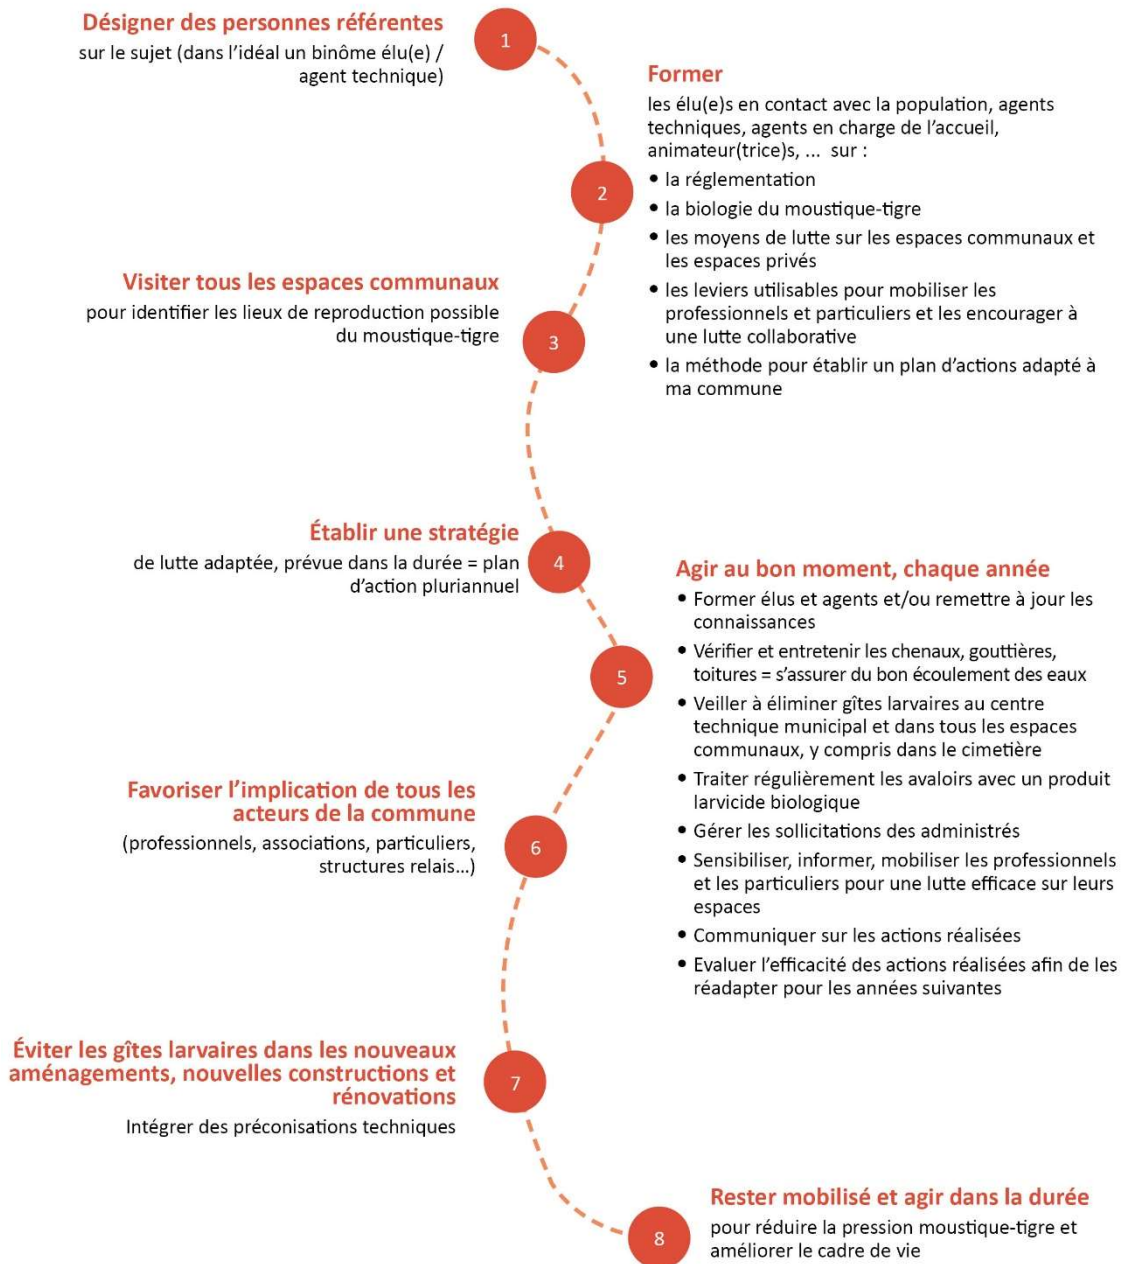 Désigner des personnes référentes
sur le sujet (dans l'idéal un binôme élu(e) /
agent technique)
1
Former
les élu(e)s en contact avec la population, agents
techniques, agents en charge de l'accueil,
animateur(trice)s, ... sur :
• la réglementation
• la biologie du moustique-tigre
• les moyens de lutte sur les espaces communaux et
les espaces privés
• les leviers utilisables pour mobiliser les
professionnels et particuliers et les encourager à
une lutte collaborative
• la méthode pour établir un plan d'actions adapté à
ma commune
2
Visiter tous les espaces communaux
pour identifier les lieux de reproduction possible
du moustique-tigre
3
Établir une stratégie
de lutte adaptée, prévue dans la durée = plan
d'action pluriannuel
4
Agir au bon moment, chaque année
• Former élus et agents et/ou remettre à jour les
connaissances
• Vérifier et entretenir les chenaux, gouttières,
toitures = s'assurer du bon écoulement des eaux
• Veiller à éliminer gîtes larvaires au centre
technique municipal et dans tous les espaces
communaux, y compris dans le cimetière
• Traiter régulièrement les avaloirs avec un produit
larvicide biologique
• Gérer les sollicitations des administrés
• Sensibiliser, informer, mobiliser les professionnels
et les particuliers pour une lutte efficace sur leurs
espaces
• Communiquer sur les actions réalisées
• Evaluer l'efficacité des actions réalisées afin de les
réadapter pour les années suivantes
5
Favoriser l'implication de tous les
acteurs de la commune
(professionnels, associations, particuliers,
structures relais...)
6
Éviter les gîtes larvaires dans les nouveaux
aménagements, nouvelles constructions et
rénovations
Intégrer des préconisations techniques
7
Rester mobilisé et agir dans la durée
pour réduire la pression moustique-tigre et
améliorer le cadre de vie
8